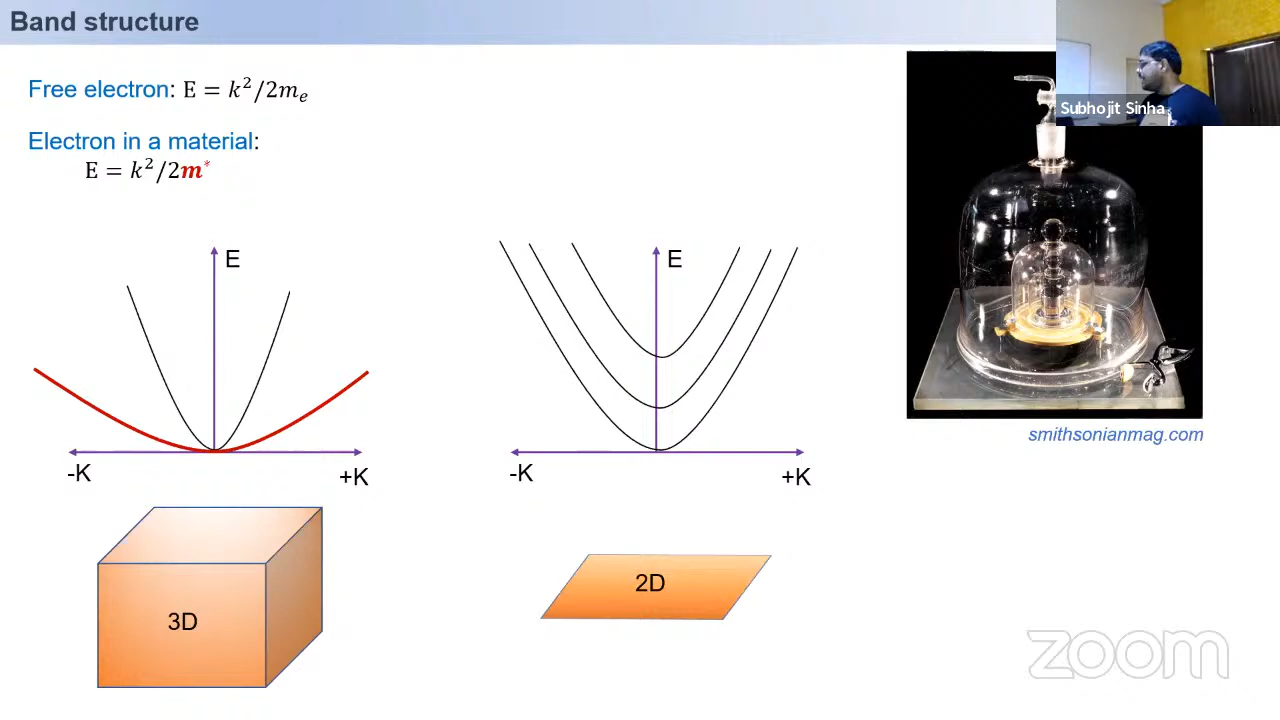 Band structure
Free electron: E = k²/2mₑ
Electron in a material:
E = k²/2m*
Subhojit Sinha
smithsonianmag.com
E
-K
+K
E
-K
+K
3D
2D
zoom